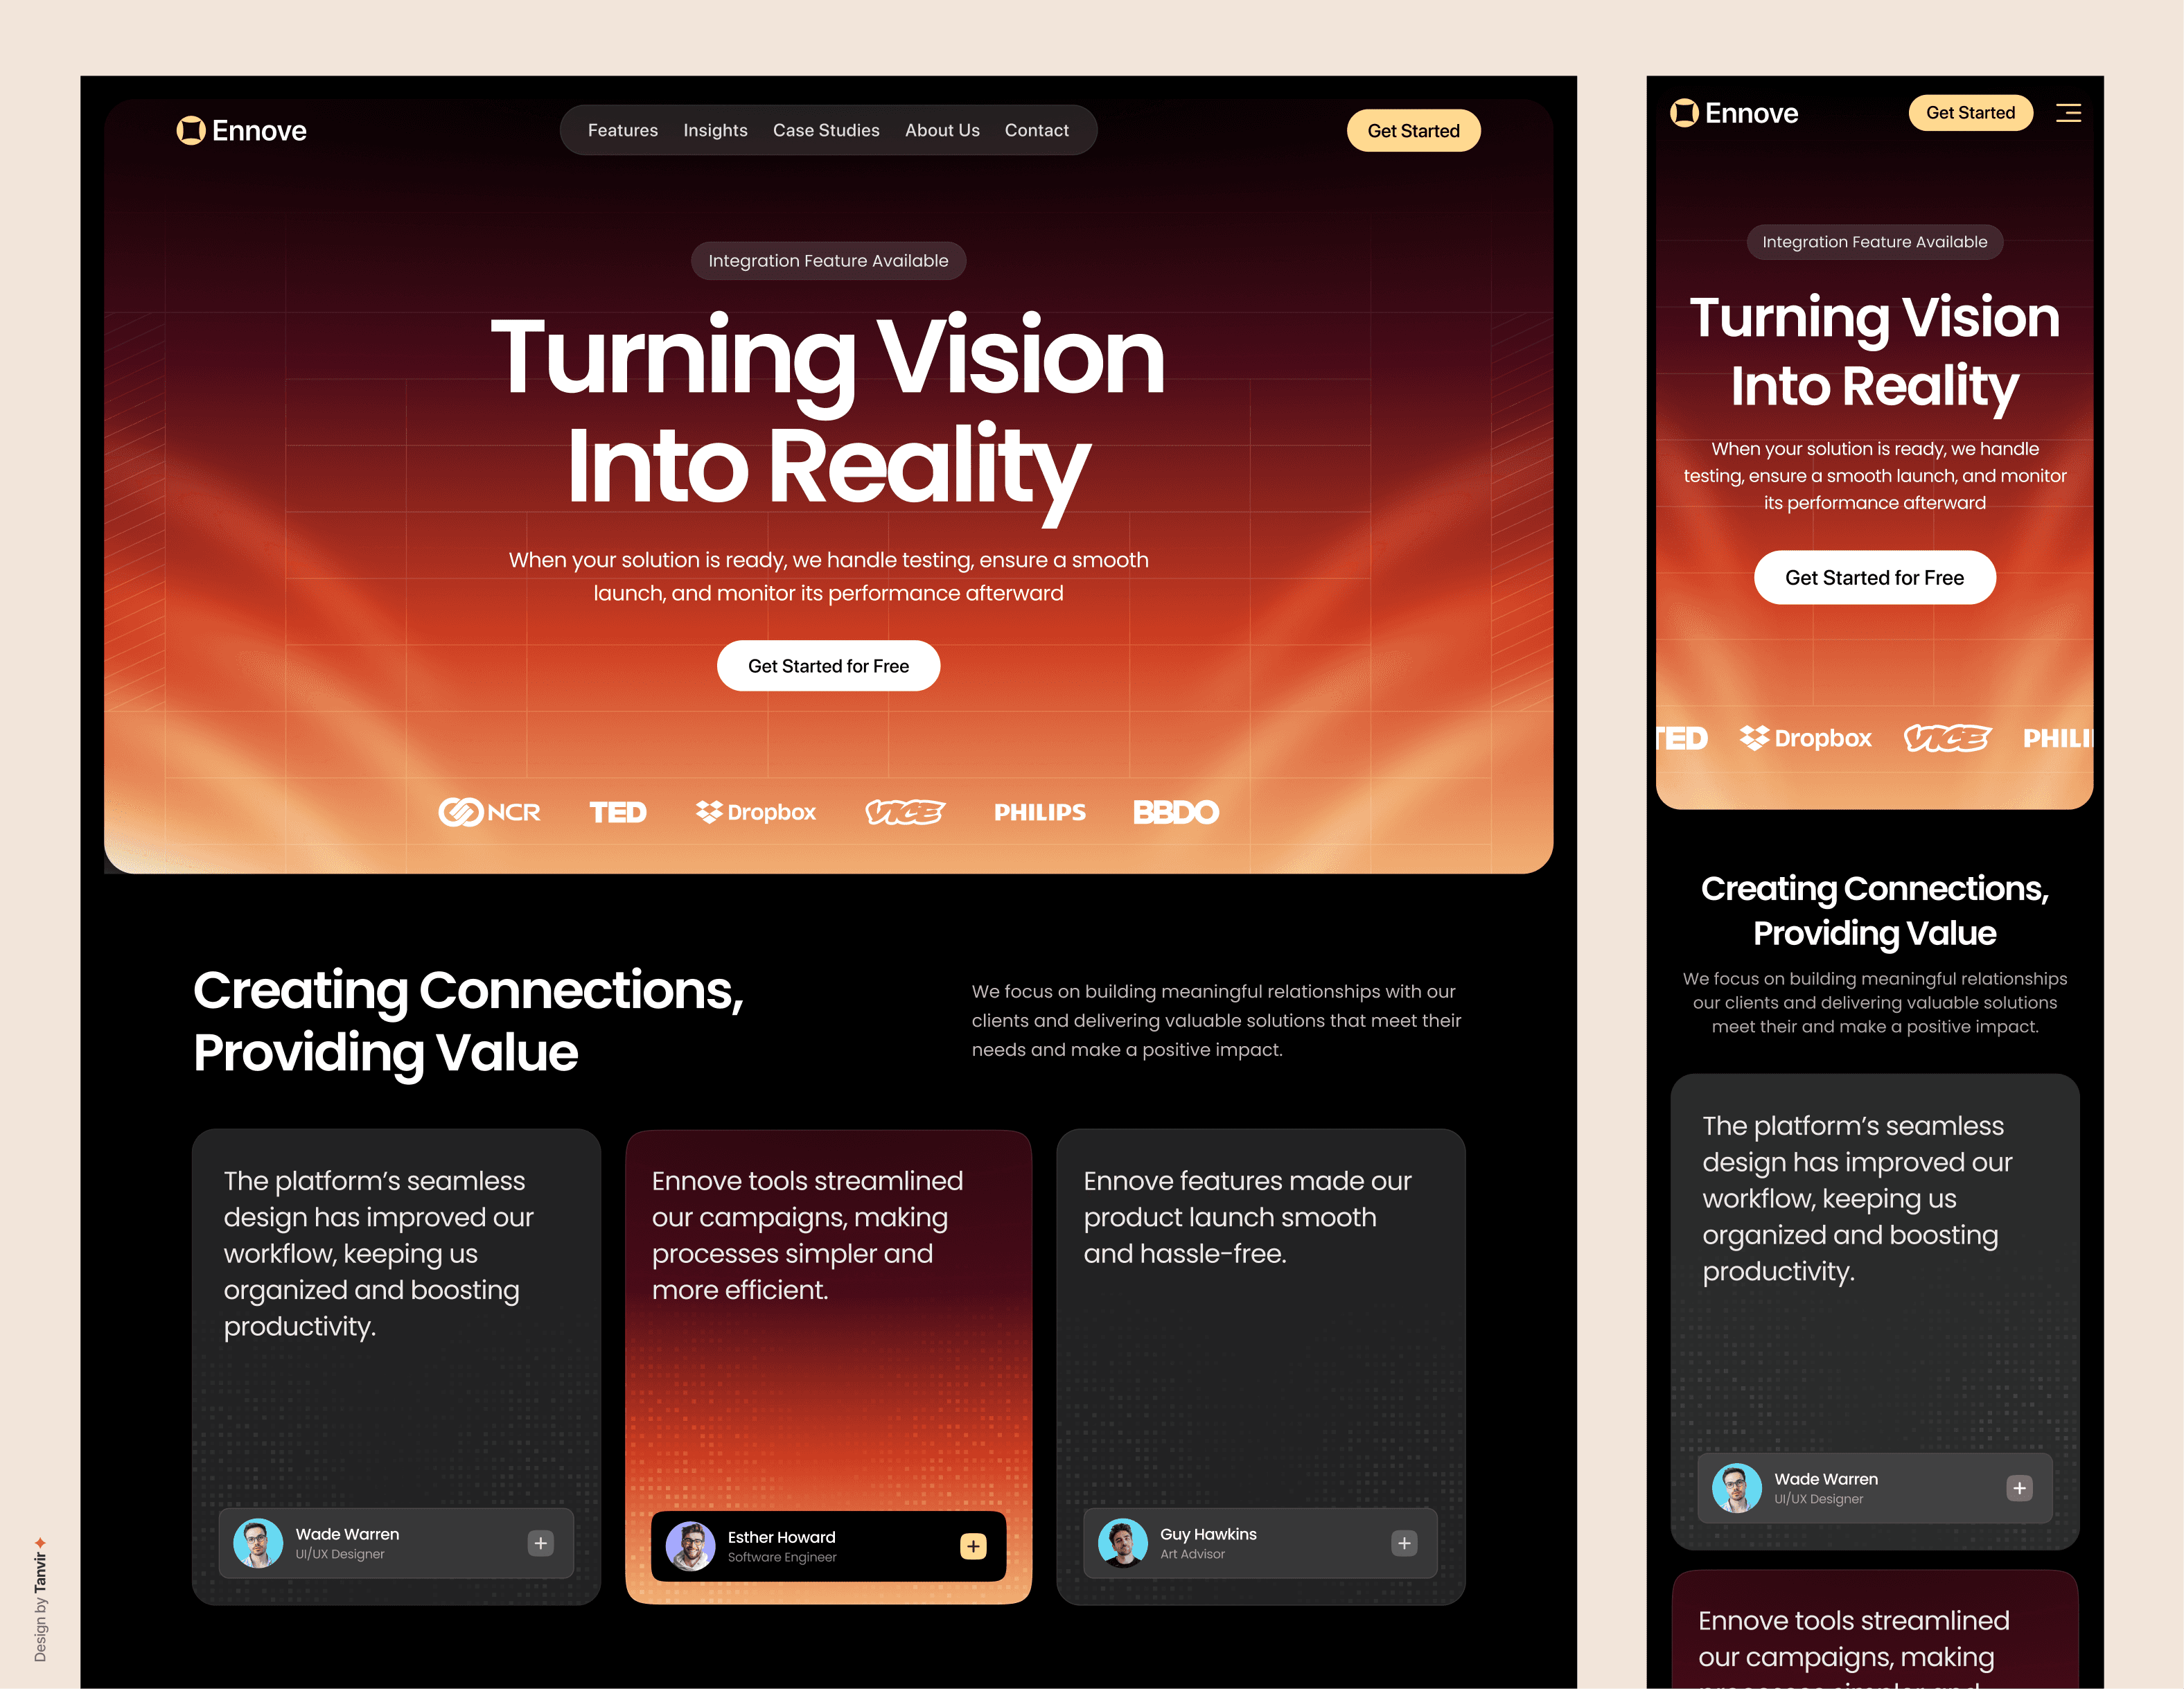 Ennove
Features Insights Case Studies About Us Contact
Get Started
Integration Feature Available
Turning Vision
Into Reality
When your solution is ready, we handle testing, ensure a smooth
launch, and monitor its performance afterward
Get Started for Free
NCR TED Dropbox VICE PHILIPS BBDO
Creating Connections,
Providing Value
We focus on building meaningful relationships with our
clients and delivering valuable solutions that meet their
needs and make a positive impact.
The platform’s seamless
design has improved our
workflow, keeping us
organized and boosting
productivity.
Wade Warren
UI/UX Designer
Ennove tools streamlined
our campaigns, making
processes simpler and
more efficient.
Esther Howard
Software Engineer
Ennove features made our
product launch smooth
and hassle-free.
Guy Hawkins
Art Advisor
Ennove
Get Started
Integration Feature Available
Turning Vision
Into Reality
When your solution is ready, we handle
testing, ensure a smooth launch, and monitor
its performance afterward
Get Started for Free
TED Dropbox VICE PHILI
Creating Connections,
Providing Value
We focus on building meaningful relationships
our clients and delivering valuable solutions
meet their and make a positive impact.
The platform’s seamless
design has improved our
workflow, keeping us
organized and boosting
productivity.
Wade Warren
UI/UX Designer
Ennove tools streamlined
our campaigns, making
Design by Tanvir